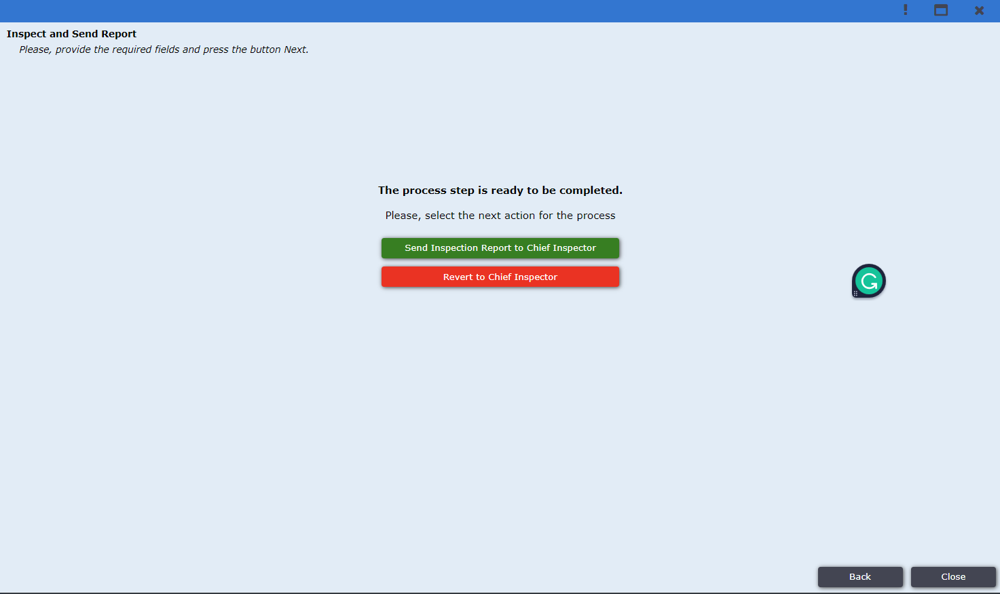 Inspect and Send Report
Please, provide the required fields and press the button Next.
The process step is ready to be completed.
Please, select the next action for the process
Send Inspection Report to Chief Inspector
Revert to Chief Inspector
Back
Close